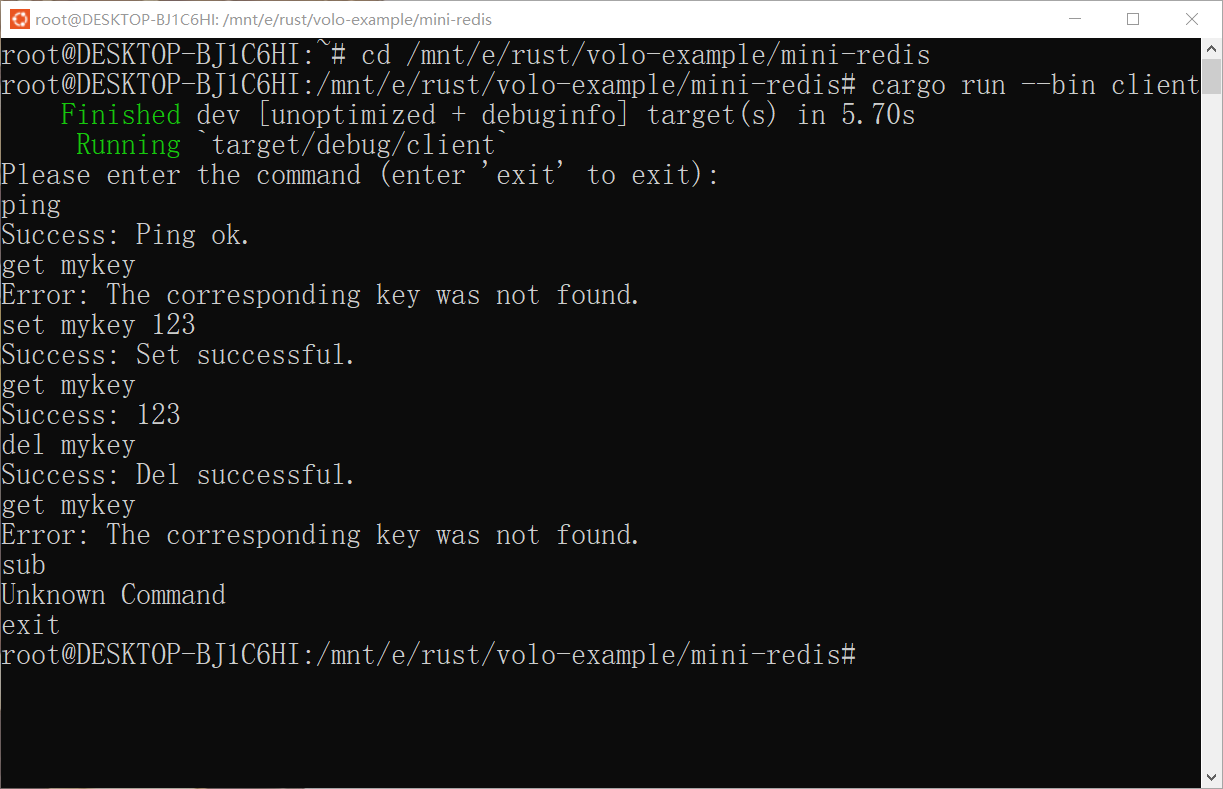 root@DESKTOP-BJ1C6HI: /mnt/e/rust/volo-example/mini-redis
root@DESKTOP-BJ1C6HI:~# cd /mnt/e/rust/volo-example/mini-redis
root@DESKTOP-BJ1C6HI:/mnt/e/rust/volo-example/mini-redis# cargo run --bin client
    Finished dev [unoptimized + debuginfo] target(s) in 5.70s
     Running `target/debug/client`
Please enter the command (enter 'exit' to exit):
ping
Success: Ping ok.
get mykey
Error: The corresponding key was not found.
set mykey 123
Success: Set successful.
get mykey
Success: 123
del mykey
Success: Del successful.
get mykey
Error: The corresponding key was not found.
sub
Unknown Command
exit
root@DESKTOP-BJ1C6HI:/mnt/e/rust/volo-example/mini-redis#